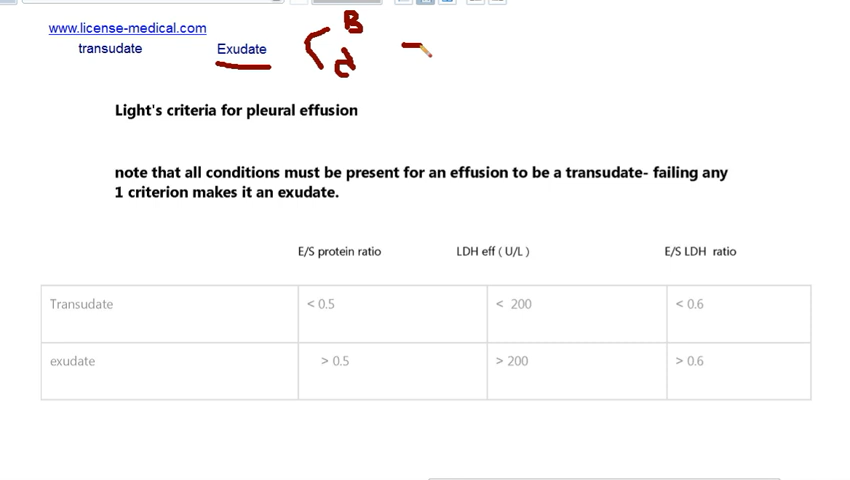 www.license-medical.com
transudate Exudate B
2
Light's criteria for pleural effusion
note that all conditions must be present for an effusion to be a transudate- failing any
1 criterion makes it an exudate.
E/S protein ratio LDH eff ( U/L ) E/S LDH ratio
Transudate < 0.5 < 200 < 0.6
exudate > 0.5 > 200 > 0.6